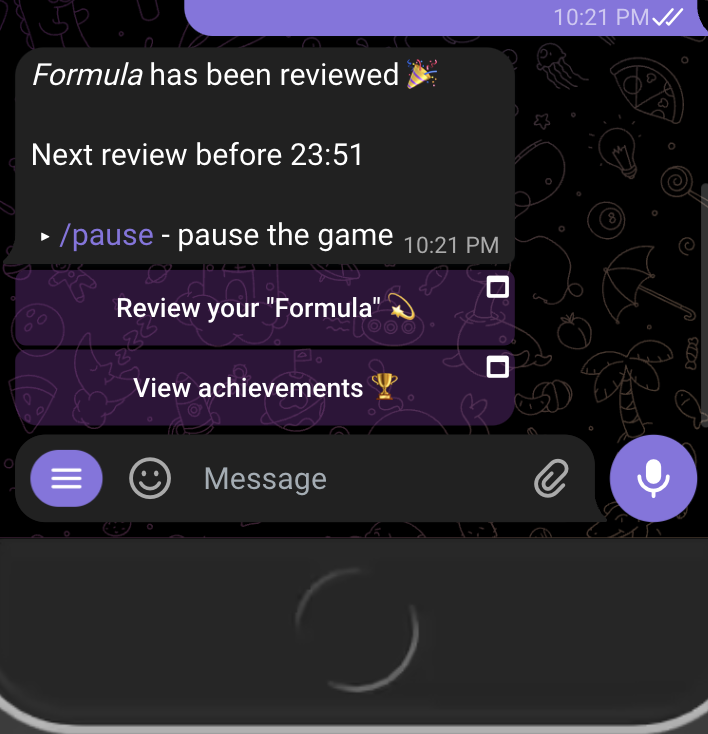 10:21 PM
Formula has been reviewed 🎉
Next review before 23:51
▸ /pause - pause the game 10:21 PM
Review your "Formula" 💫
View achievements 🏆
Message